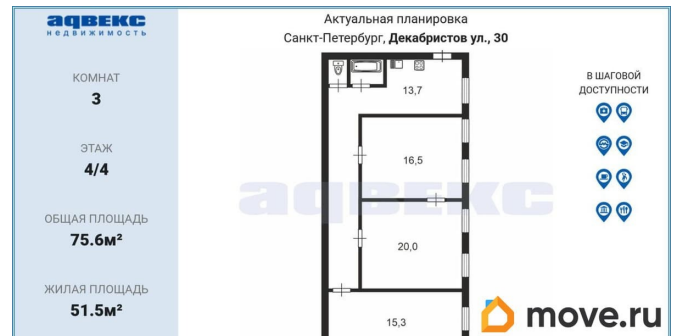 адвекс
НЕДВИЖИМОСТЬ
КОМНАТ
3
ЭТАЖ
4/4
ОБЩАЯ ПЛОЩАДЬ
75.6м²
ЖИЛАЯ ПЛОЩАДЬ
51.5м²
Актуальная планировка
Санкт-Петербург, Декабристов ул., 30
13,7
16,5
адвекс
20,0
15,3
В ШАГОВОЙ
ДОСТУПНОСТИ
move.ru